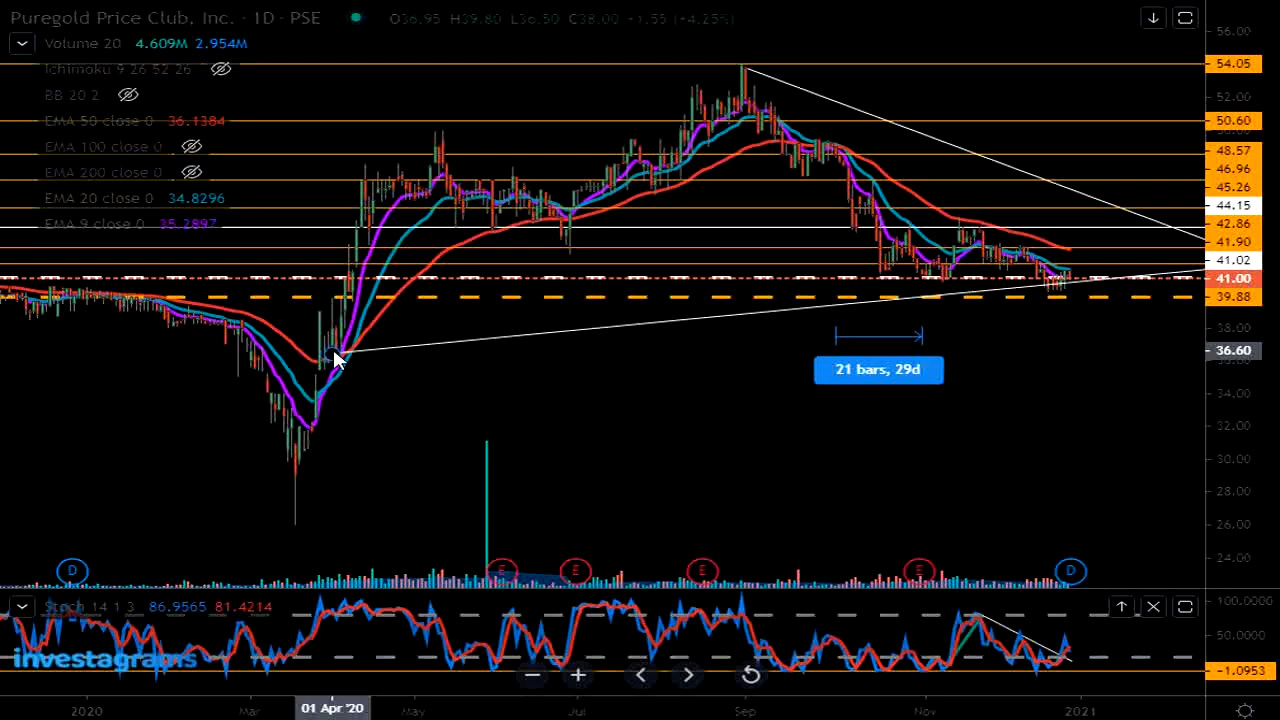 Puregold Price Club, Inc. · 1D · PSE
O36.95 H39.80 L36.50 C38.00 -1.55 (+4.25%)
Volume 20 4.609M 2.954M
Ichimoku 9 26 52 26
BB 20 2
EMA 50 close 0 36.1384
EMA 100 close 0
EMA 200 close 0
EMA 20 close 0 34.8296
EMA 9 close 0 35.2897
56.00
54.05
52.00
50.60
48.57
46.96
45.26
44.15
42.86
41.90
41.02
41.00
39.88
38.00
36.60
34.00
32.00
30.00
28.00
26.00
24.00
21 bars, 29d
D E E E E D
Stoch 14 1 3 86.9565 81.4214
100.0000
50.0000
-1.0953
investagrams
2020 Mar 01 Apr '20 May Jul Sep Nov 2021